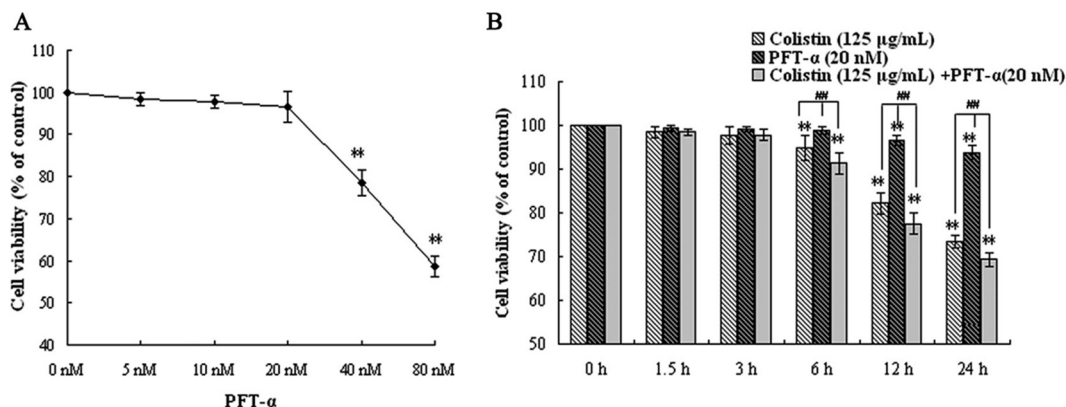 A
Cell viability (% of control)
110
100
90
80
70
60
50
40
0 nM 5 nM 10 nM 20 nM 40 nM 80 nM
PFT-α
**
**
B
Colistin (125 μg/mL)
PFT-α (20 nM)
Colistin (125 μg/mL) +PFT-α(20 nM)
Cell viability (% of control)
110
100
90
80
70
60
50
## ## ##
** ** ** ** ** ** ** **
0 h 1.5 h 3 h 6 h 12 h 24 h